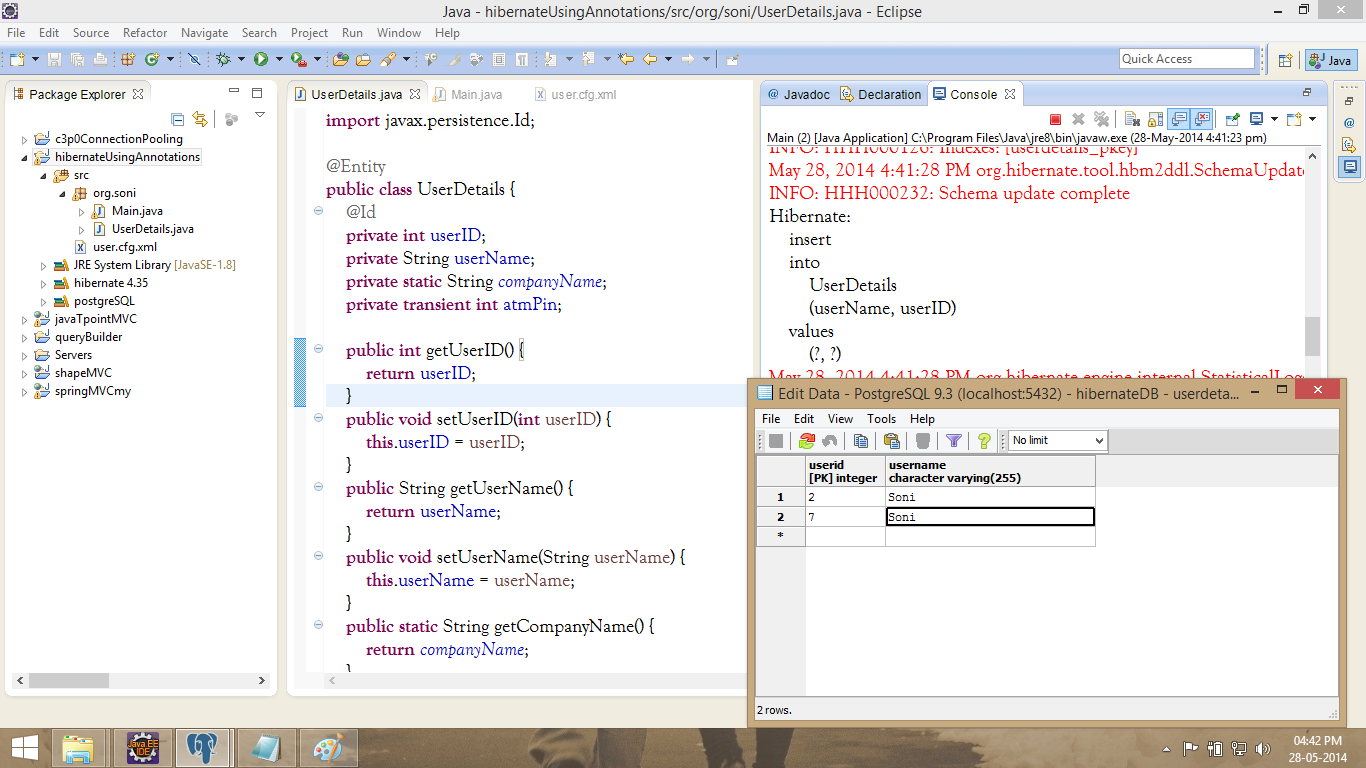 Java - hibernateUsingAnnotations/src/org/soni/UserDetails.java - Eclipse
File Edit Source Refactor Navigate Search Project Run Window Help
Quick Access
Java
Package Explorer
c3p0ConnectionPooling
hibernateUsingAnnotations
src
org.soni
Main.java
UserDetails.java
user.cfg.xml
JRE System Library [JavaSE-1.8]
hibernate 4.35
postgreSQL
javaTpointMVC
queryBuilder
Servers
shapeMVC
springMVCmy
UserDetails.java Main.java user.cfg.xml
import javax.persistence.Id;
@Entity
public class UserDetails {
@Id
private int userID;
private String userName;
private static String companyName;
private transient int atmPin;
public int getUserID() {
return userID;
}
public void setUserID(int userID) {
this.userID = userID;
}
public String getUserName() {
return userName;
}
public void setUserName(String userName) {
this.userName = userName;
}
public static String getCompanyName() {
return companyName;
}
@ Javadoc Declaration Console
Main (2) [Java Application] C:\Program Files\Java\jre8\bin\javaw.exe (28-May-2014 4:41:23 pm)
INFO: HHH000126: Indexes: [userdetails_pkey]
May 28, 2014 4:41:28 PM org.hibernate.tool.hbm2ddl.SchemaUpdate
INFO: HHH000232: Schema update complete
Hibernate:
insert
into
UserDetails
(userName, userID)
values
(?, ?)
May 28, 2014 4:41:28 PM org.hibernate.engine.internal.StatisticalLog
Edit Data - PostgreSQL 9.3 (localhost:5432) - hibernateDB - userdeta...
File Edit View Tools Help
No limit
userid username
[PK] integer character varying(255)
1 2 Soni
2 7 Soni
*
2 rows.
Java EE
IDE
04:42 PM
28-05-2014